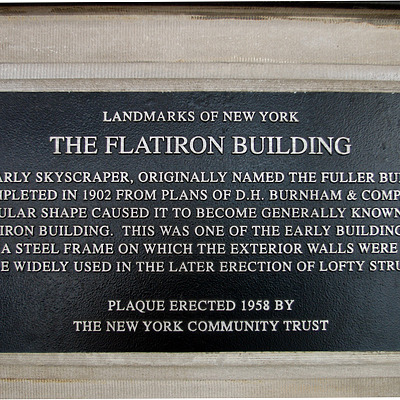 LANDMARKS OF NEW YORK
THE FLATIRON BUILDING
ARLY SKYSCRAPER, ORIGINALLY NAMED THE FULLER BU
MPLETED IN 1902 FROM PLANS OF D.H. BURNHAM & COMP
ULAR SHAPE CAUSED IT TO BECOME GENERALLY KNOWN
IRON BUILDING. THIS WAS ONE OF THE EARLY BUILDING
A STEEL FRAME ON WHICH THE EXTERIOR WALLS WERE
E WIDELY USED IN THE LATER ERECTION OF LOFTY STRU
PLAQUE ERECTED 1958 BY
THE NEW YORK COMMUNITY TRUST